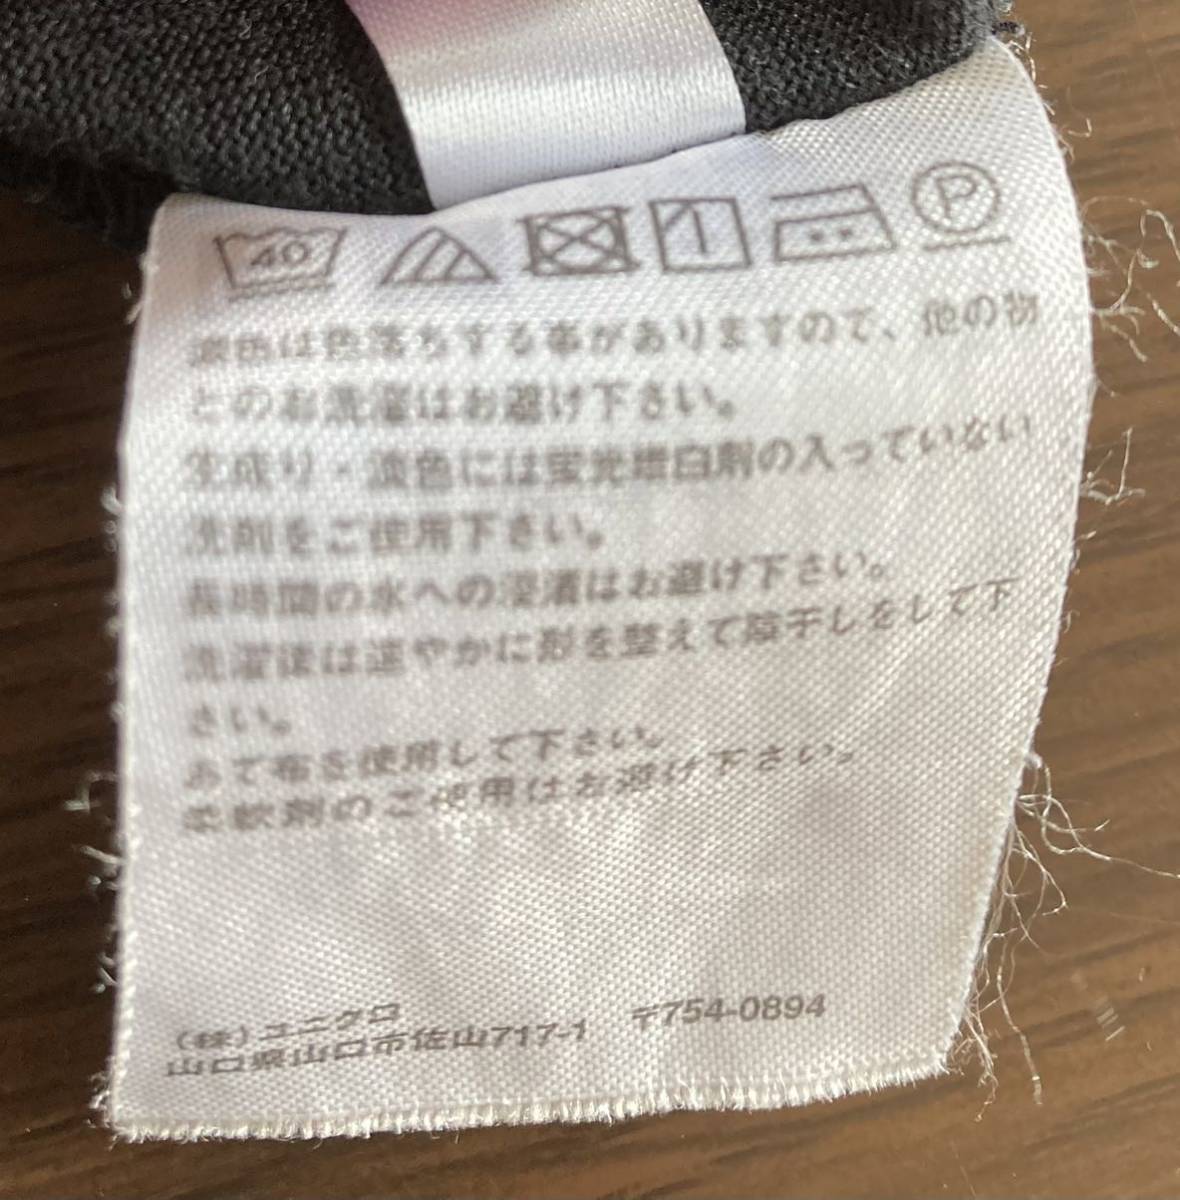 40
P
濃色は色落ちする事がありますので、他の物
とのお洗濯はお避け下さい。
生成り・淡色には蛍光増白剤の入っていない
洗剤をご使用下さい。
長時間の水への浸漬はお避け下さい。
洗濯後は速やかに形を整えて陰干しをして下
さい。
あて布を使用して下さい。
柔軟剤のご使用はお避け下さい。
(株)ユニクロ
山口県山口市佐山717-1 〒754-0894